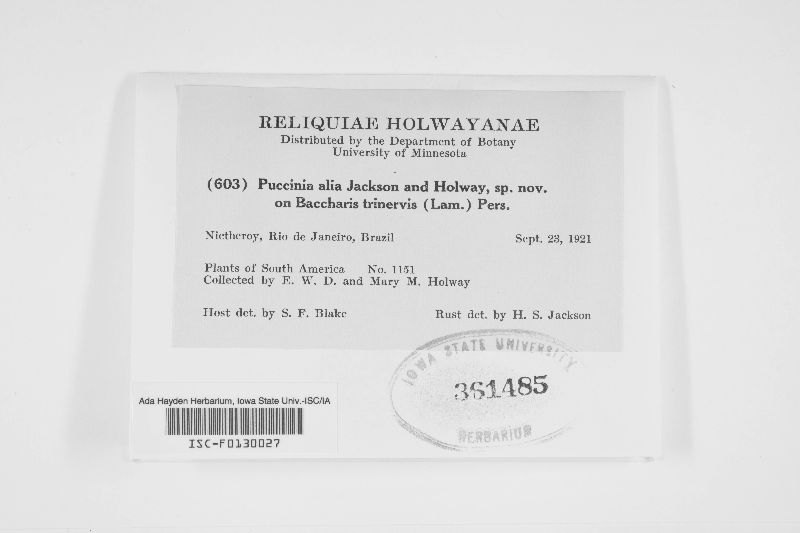 RELIQUIAE HOLWAYANAE
Distributed by the Department of Botany
University of Minnesota
(603) Puccinia alia Jackson and Holway, sp. nov.
on Baccharis trinervis (Lam.) Pers.
Nictheroy, Rio de Janeiro, Brazil Sept. 23, 1921
Plants of South America No. 1151
Collected by E. W. D. and Mary M. Holway
Host det. by S. F. Blake Rust det. by H. S. Jackson
IOWA STATE UNIVERSITY
361485
HERBARIUM
Ada Hayden Herbarium, Iowa State Univ.-ISC/IA
ISC-F0130027